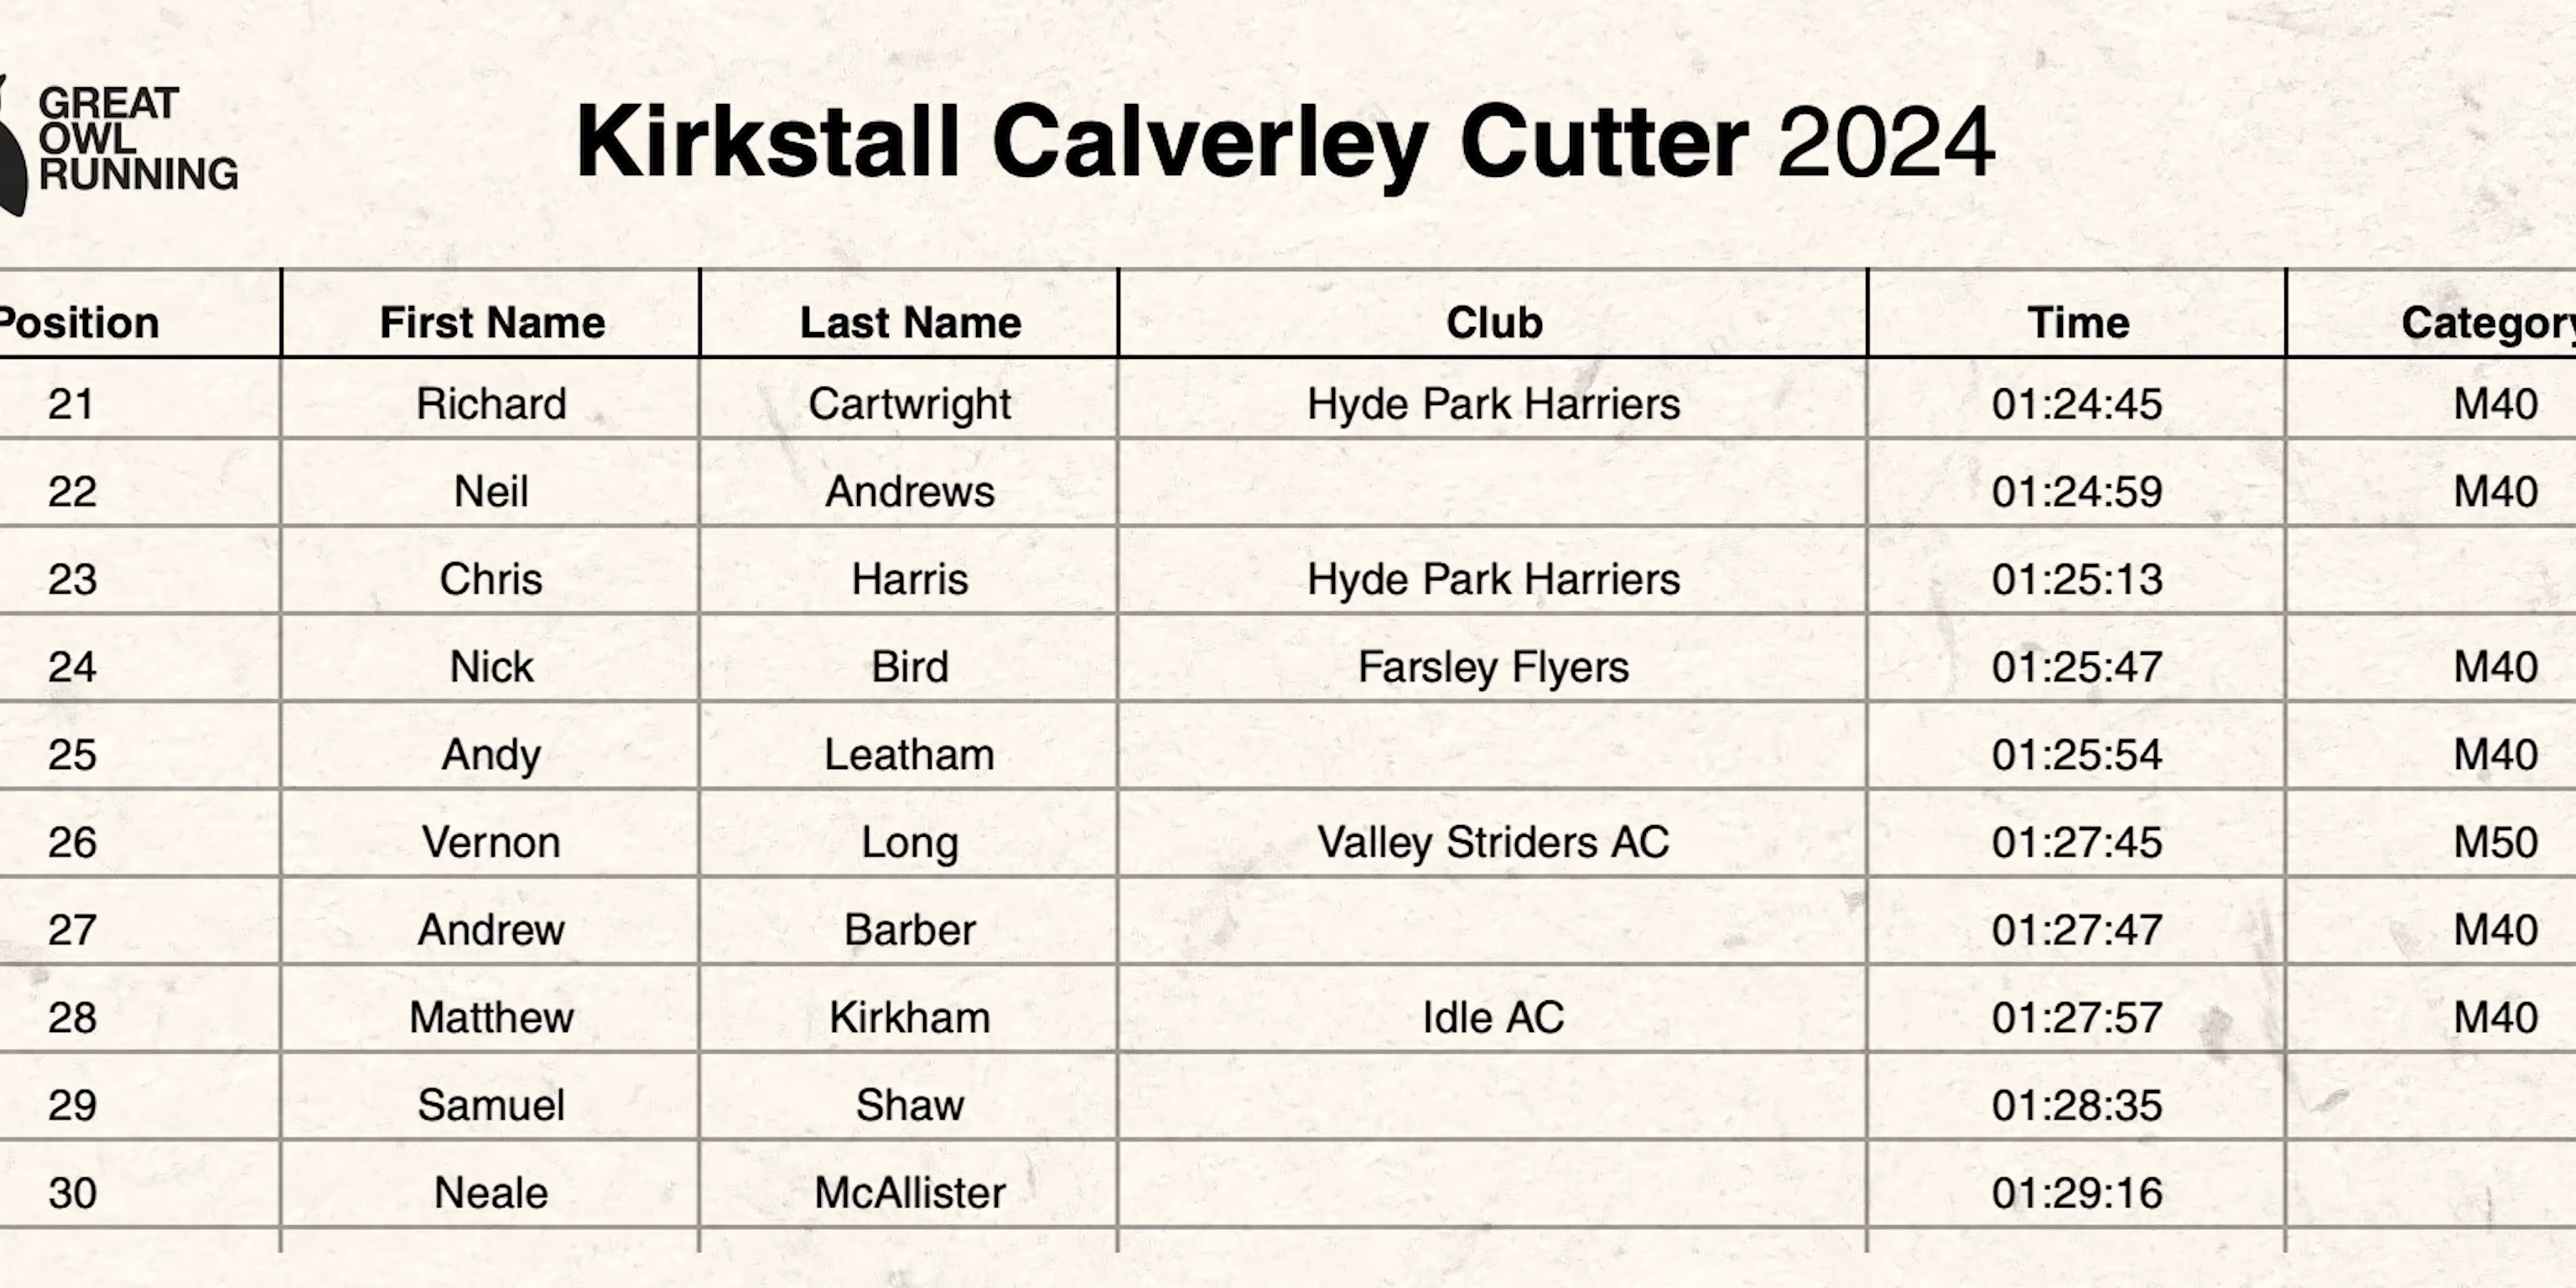 GREAT
OWL
RUNNING
Kirkstall Calverley Cutter 2024
Position First Name Last Name Club Time Category
21 Richard Cartwright Hyde Park Harriers 01:24:45 M40
22 Neil Andrews 01:24:59 M40
23 Chris Harris Hyde Park Harriers 01:25:13
24 Nick Bird Farsley Flyers 01:25:47 M40
25 Andy Leatham 01:25:54 M40
26 Vernon Long Valley Striders AC 01:27:45 M50
27 Andrew Barber 01:27:47 M40
28 Matthew Kirkham Idle AC 01:27:57 M40
29 Samuel Shaw 01:28:35
30 Neale McAllister 01:29:16